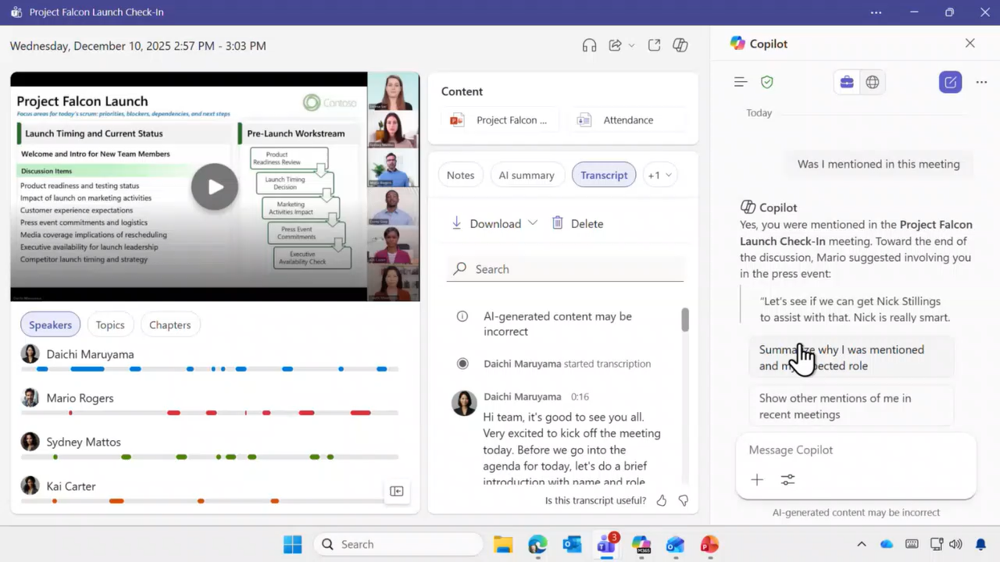 Project Falcon Launch Check-In
Wednesday, December 10, 2025 2:57 PM - 3:03 PM
Project Falcon Launch
Contoso
Focus areas for today's scrum: priorities, blockers, dependencies, and next steps
Launch Timing and Current Status
Welcome and Intro for New Team Members
Discussion Items
Product readiness and testing status
Impact of launch on marketing activities
Customer experience expectations
Press event commitments and logistics
Media coverage implications of rescheduling
Executive availability for launch leadership
Competitor launch timing and strategy
Pre-Launch Workstream
Product
Readiness Review
Launch Timing
Decision
Marketing
Activities Impact
Press Event
Commitments
Executive
Availability Check
Speakers
Topics
Chapters
Daichi Maruyama
Mario Rogers
Sydney Mattos
Kai Carter
Content
Project Falcon ...
Attendance
Notes
AI summary
Transcript
+1
Download
Delete
Search
AI-generated content may be
incorrect
Daichi Maruyama started transcription
Daichi Maruyama 0:16
Hi team, it's good to see you all.
Very excited to kick off the meeting
today. Before we go into the
agenda for today, let's do a brief
introduction with name and role
Is this transcript useful?
Copilot
Today
Was I mentioned in this meeting
Copilot
Yes, you were mentioned in the Project Falcon
Launch Check-In meeting. Toward the end of
the discussion, Mario suggested involving you
in the press event:
“Let's see if we can get Nick Stillings
to assist with that. Nick is really smart.
why I was mentioned
role
Show other mentions of me in
recent meetings
Message Copilot
AI-generated content may be incorrect
Search
3
M365